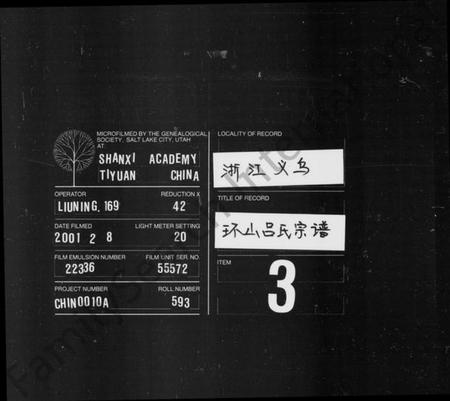 MICROFILMED BY THE GENEALOGICAL
SOCIETY, SALT LAKE CITY, UTAH
AT
SHANXI ACADEMY
TIYUAN CHINA
OPERATOR
LIUNING, 169
REDUCTION X
42
DATE FILMED
2001 2 8
LIGHT METER SETTING
20
FILM EMULSION NUMBER
22336
FILM UNIT SER. NO.
55572
PROJECT NUMBER
CHIN0010A
ROLL NUMBER
593
LOCALITY OF RECORD
浙江义乌
TITLE OF RECORD
环山吕氏宗谱
ITEM
3